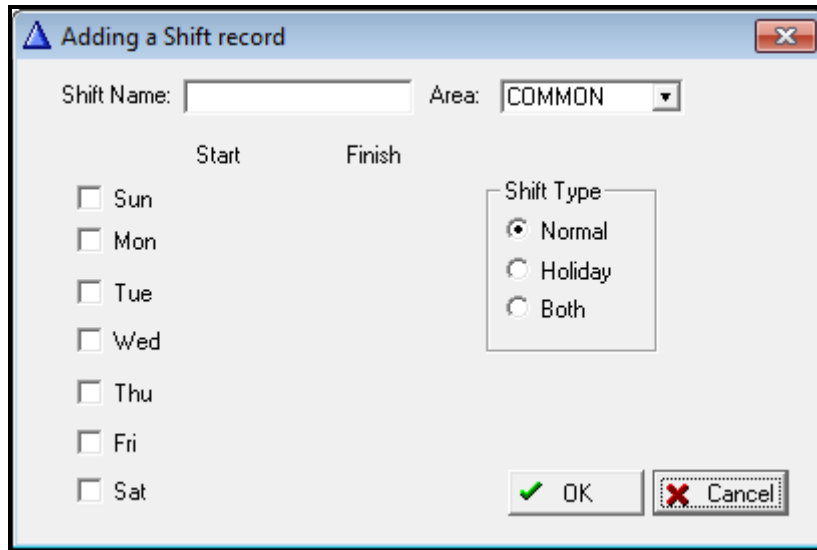 Adding a Shift record
Shift Name: Area: COMMON
Start Finish
Shift Type
Sun
Normal
Mon
Holiday
Tue
Both
Wed
Thu
Fri
Sat
OK Cancel